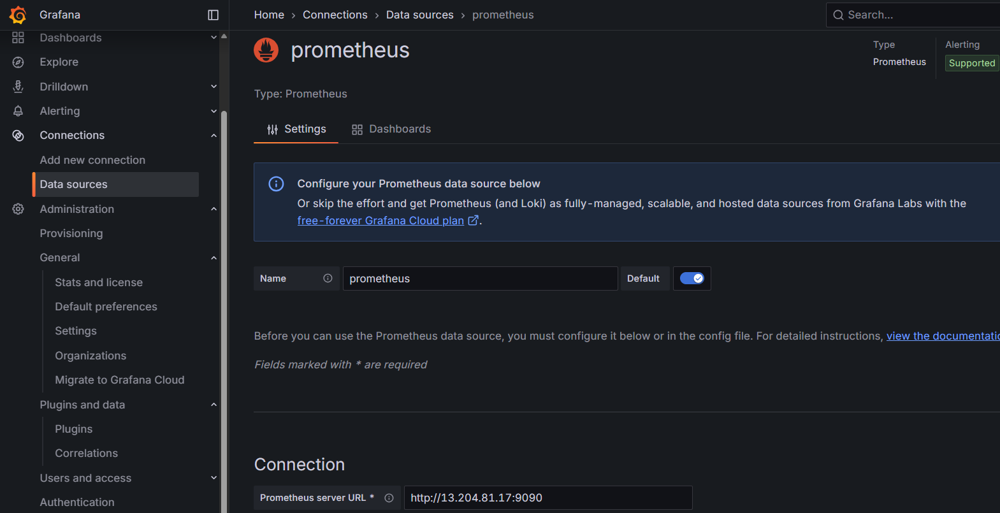 Grafana
Home › Connections › Data sources › prometheus
Search...
Dashboards
Explore
Drilldown
Alerting
Connections
Add new connection
Data sources
Administration
Provisioning
General
Stats and license
Default preferences
Settings
Organizations
Migrate to Grafana Cloud
Plugins and data
Plugins
Correlations
Users and access
Authentication
prometheus
Type
Prometheus
Alerting
Supported
Type: Prometheus
Settings
Dashboards
Configure your Prometheus data source below
Or skip the effort and get Prometheus (and Loki) as fully-managed, scalable, and hosted data sources from Grafana Labs with the
free-forever Grafana Cloud plan.
Name
prometheus
Default
Before you can use the Prometheus data source, you must configure it below or in the config file. For detailed instructions, view the documentatio
Fields marked with * are required
Connection
Prometheus server URL *
http://13.204.81.17:9090